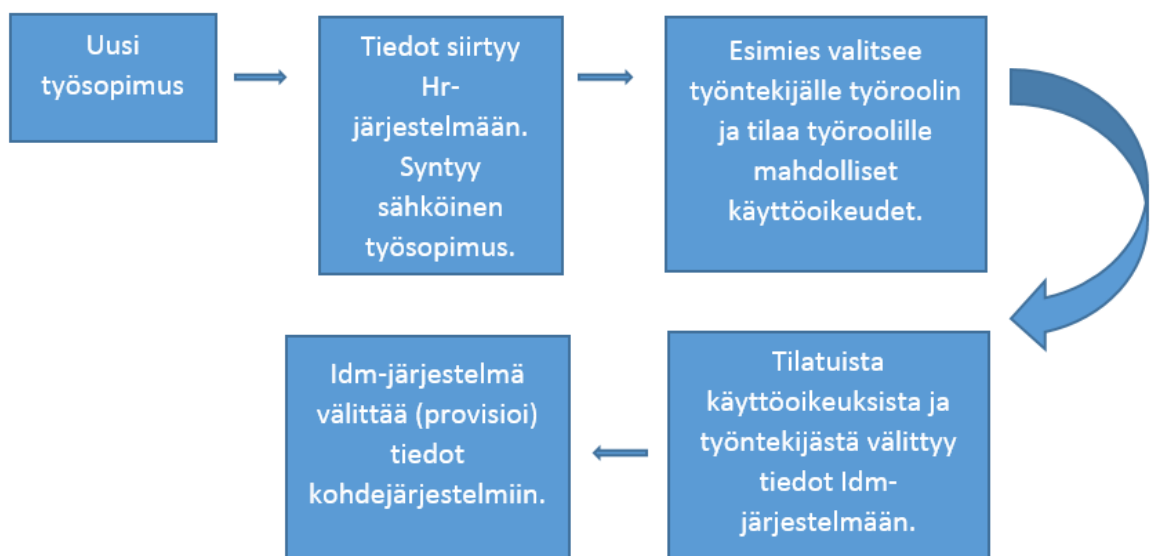 Uusi
työsopimus
Tiedot siirtyy
Hr-
järjestelmään.
Syntyy
sähköinen
työsopimus.
Esimies valitsee
työntekijälle työroolin
ja tilaa työroolille
mahdolliset
käyttöoikeudet.
Tilatuista
käyttöoikeuksista ja
työntekijästä välittyy
tiedot Idm-
järjestelmään.
Idm-järjestelmä
välittää (provisioi)
tiedot
kohdejärjestelmiin.